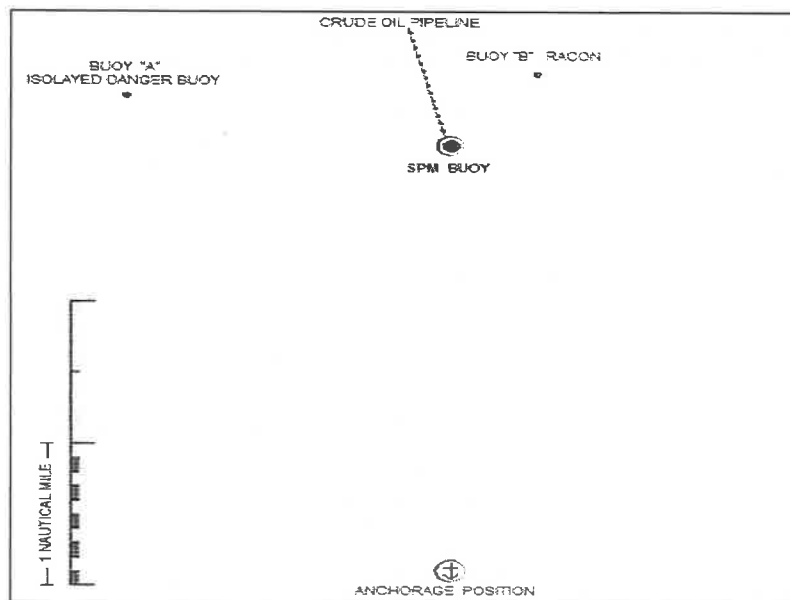 CRUDE OIL PIPELINE
BUOY "A"
ISOLAYED DANGER BUOY
BUOY "B" RACON
SPM BUOY
1 NAUTICAL MILE
ANCHORAGE POSITION